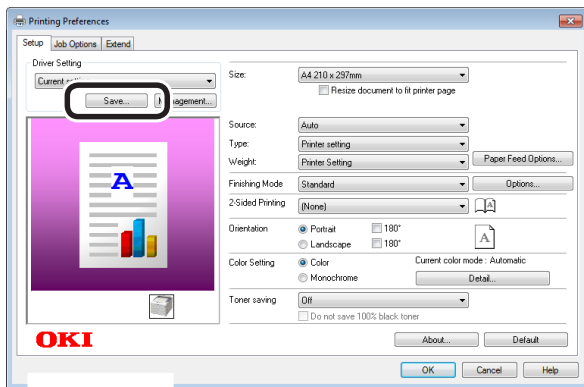 Printing Preferences
Setup Job Options Extend
Driver Setting
Save...
Size: A4 210 x 297mm
Resize document to fit printer page
Source: Auto
Type: Printer setting
Weight: Printer Setting Paper Feed Options...
Finishing Mode Standard Options...
2-Sided Printing (None)
Orientation Portrait 180°
Landscape 180°
Color Setting Color Current color mode : Automatic
Monochrome Detail...
Toner saving Off
Do not save 100% black toner
A
A
A
OKI
About... Default
OK Cancel Help